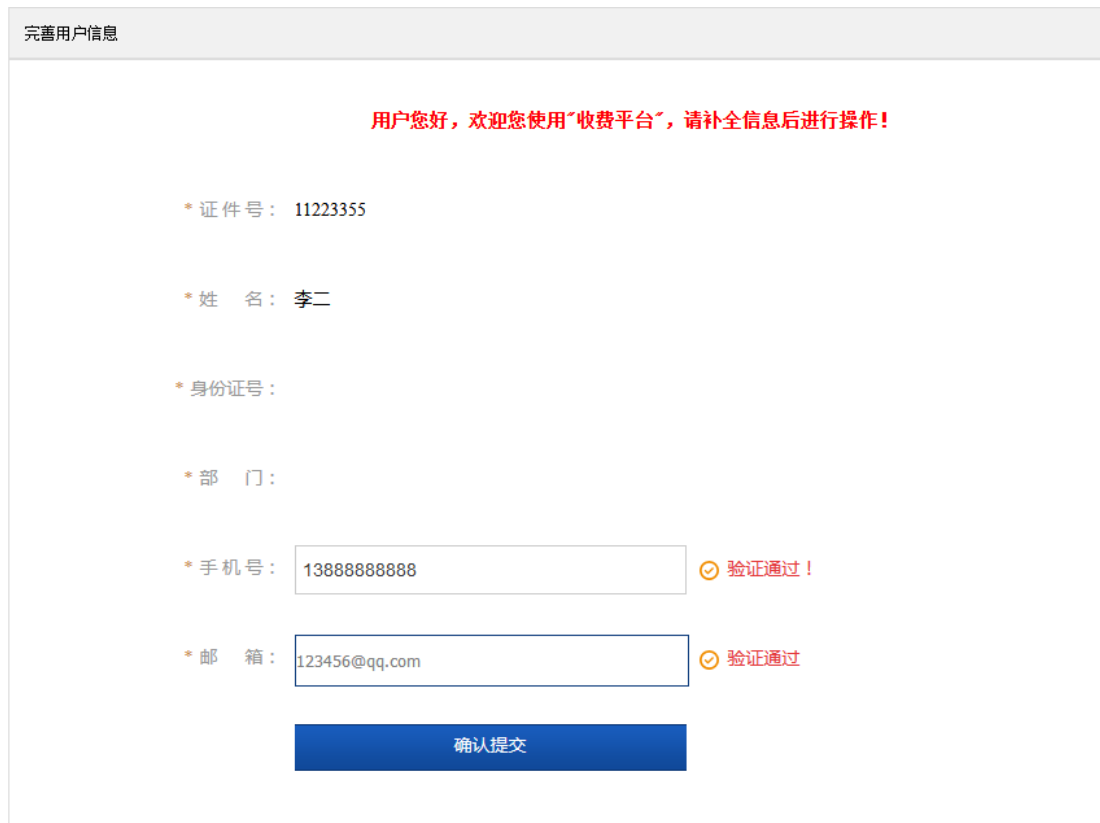 完善用户信息
用户您好，欢迎您使用"收费平台"，请补全信息后进行操作！
* 证件号： 11223355
* 姓 名： 李二
* 身份证号：
* 部 门：
* 手机号： 13888888888 验证通过！
* 邮 箱： 123456@qq.com 验证通过
确认提交